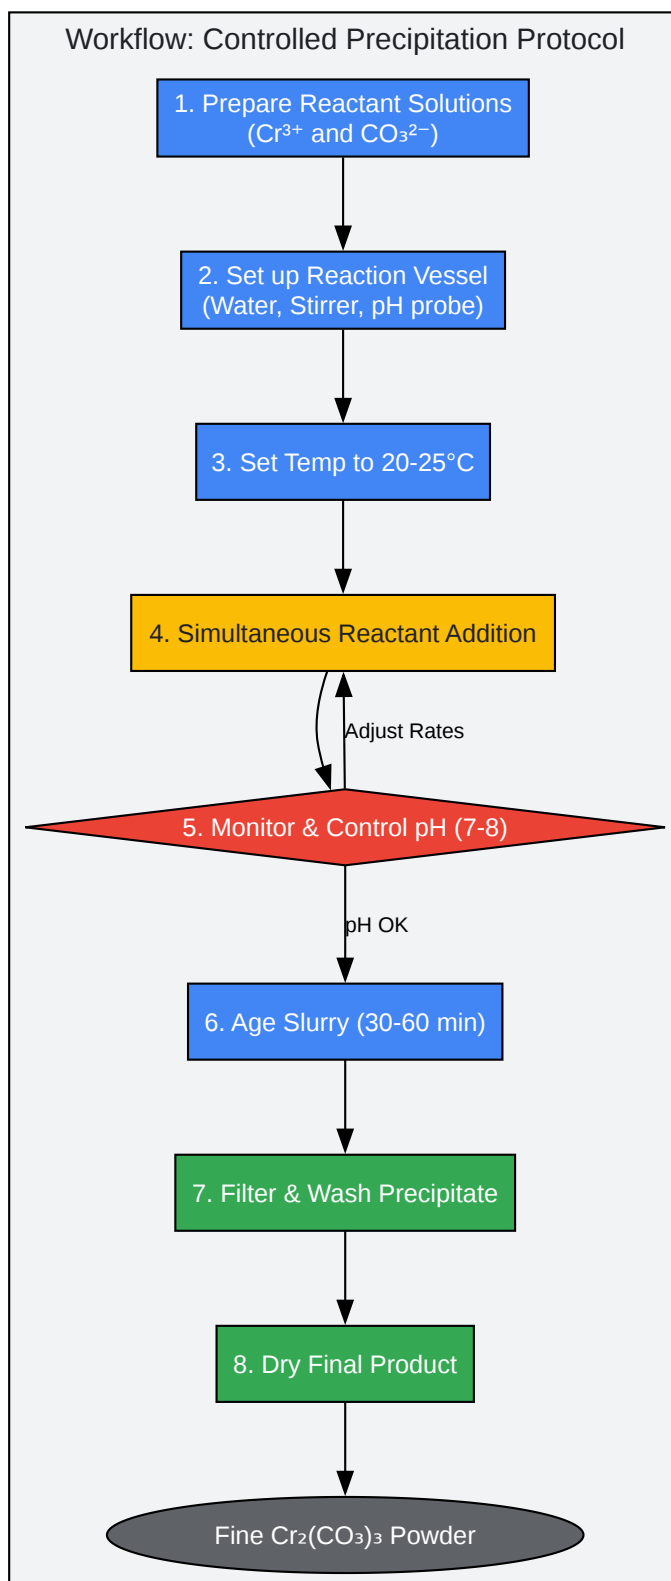 Workflow: Controlled Precipitation Protocol
1. Prepare Reactant Solutions
(Cr³⁺ and CO₃²⁻)
2. Set up Reaction Vessel
(Water, Stirrer, pH probe)
3. Set Temp to 20-25°C
4. Simultaneous Reactant Addition
Adjust Rates
5. Monitor & Control pH (7-8)
pH OK
6. Age Slurry (30-60 min)
7. Filter & Wash Precipitate
8. Dry Final Product
Fine Cr₂(CO₃)₃ Powder